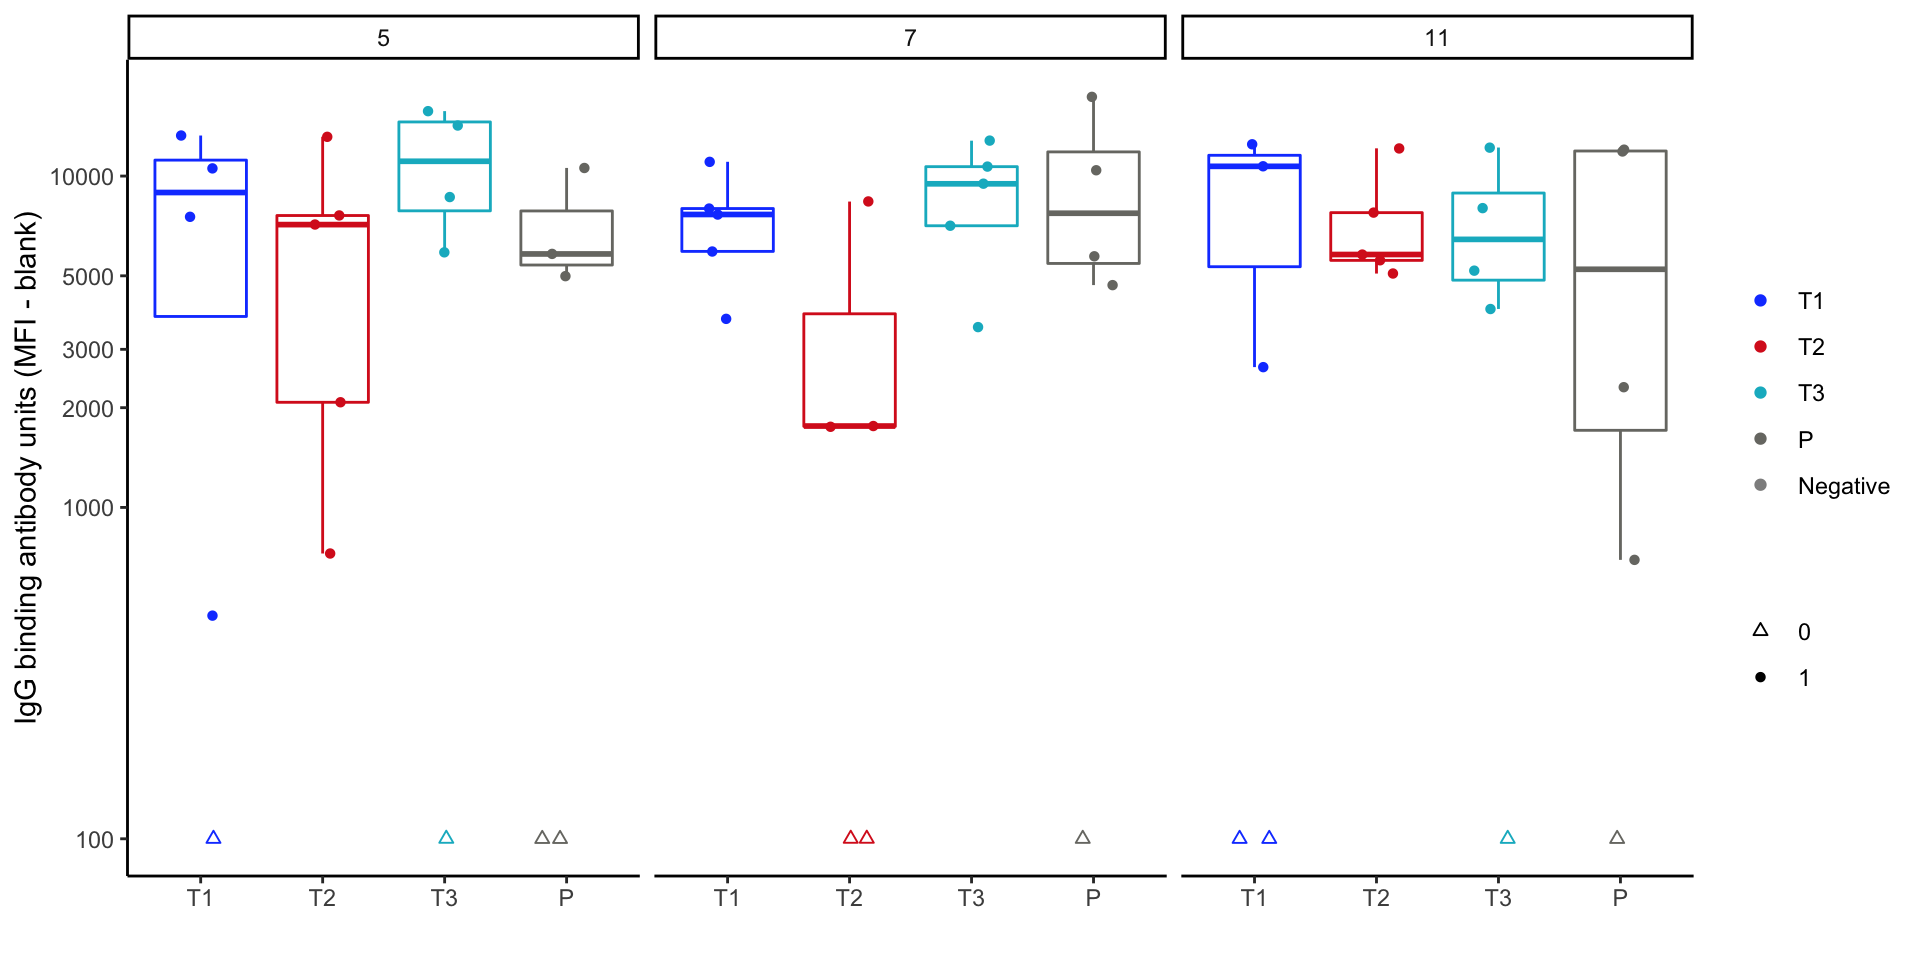 5 7 11
IgG binding antibody units (MFI - blank)
10000
5000
3000
2000
1000
100
T1 T2 T3 P T1 T2 T3 P T1 T2 T3 P
T1
T2
T3
P
Negative
0
1